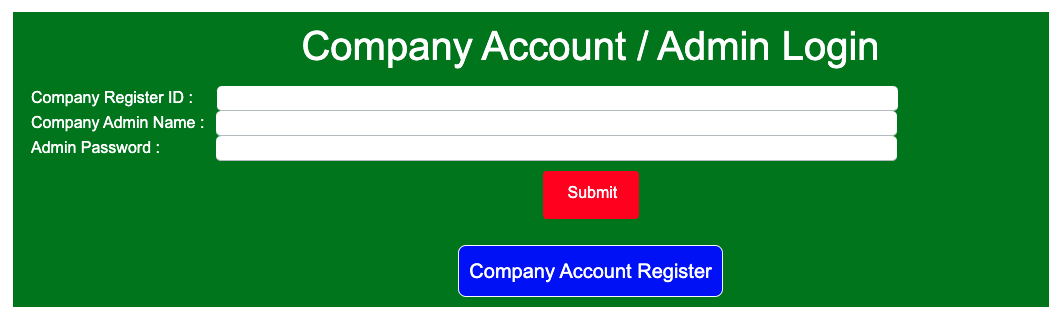 Company Account / Admin Login
Company Register ID :
Company Admin Name :
Admin Password :
Submit
Company Account Register